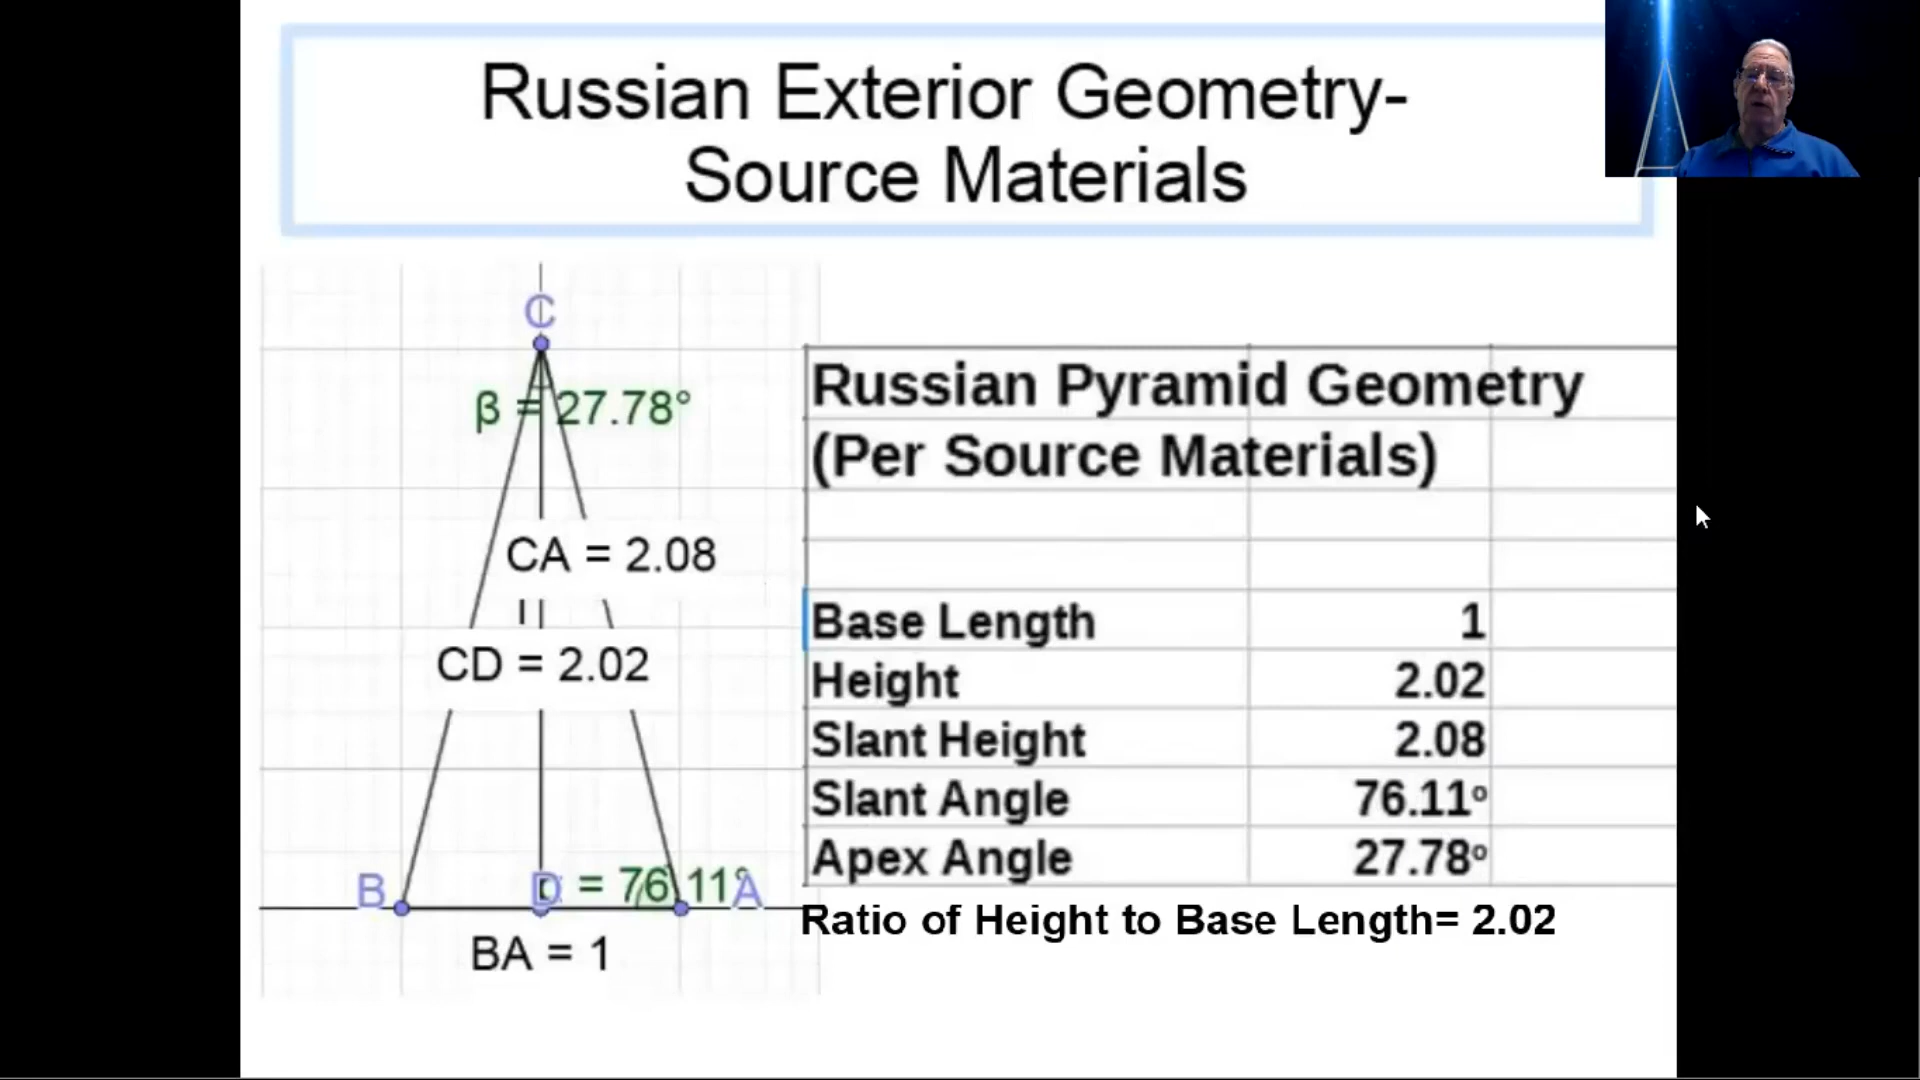 Russian Exterior Geometry-
Source Materials
C
β = 27.78°
CA = 2.08
CD = 2.02
B
D = 76.11°
A
BA = 1
Russian Pyramid Geometry
(Per Source Materials)
Base Length 1
Height 2.02
Slant Height 2.08
Slant Angle 76.11º
Apex Angle 27.78º
Ratio of Height to Base Length= 2.02